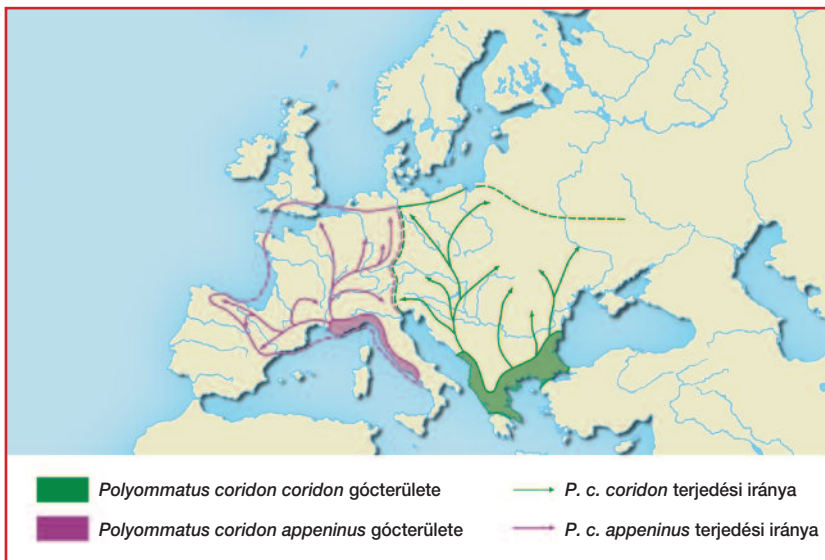 Polyommatus coridon coridon gócterülete
P. c. coridon terjedési iránya
Polyommatus coridon appeninus gócterülete
P. c. appeninus terjedési iránya